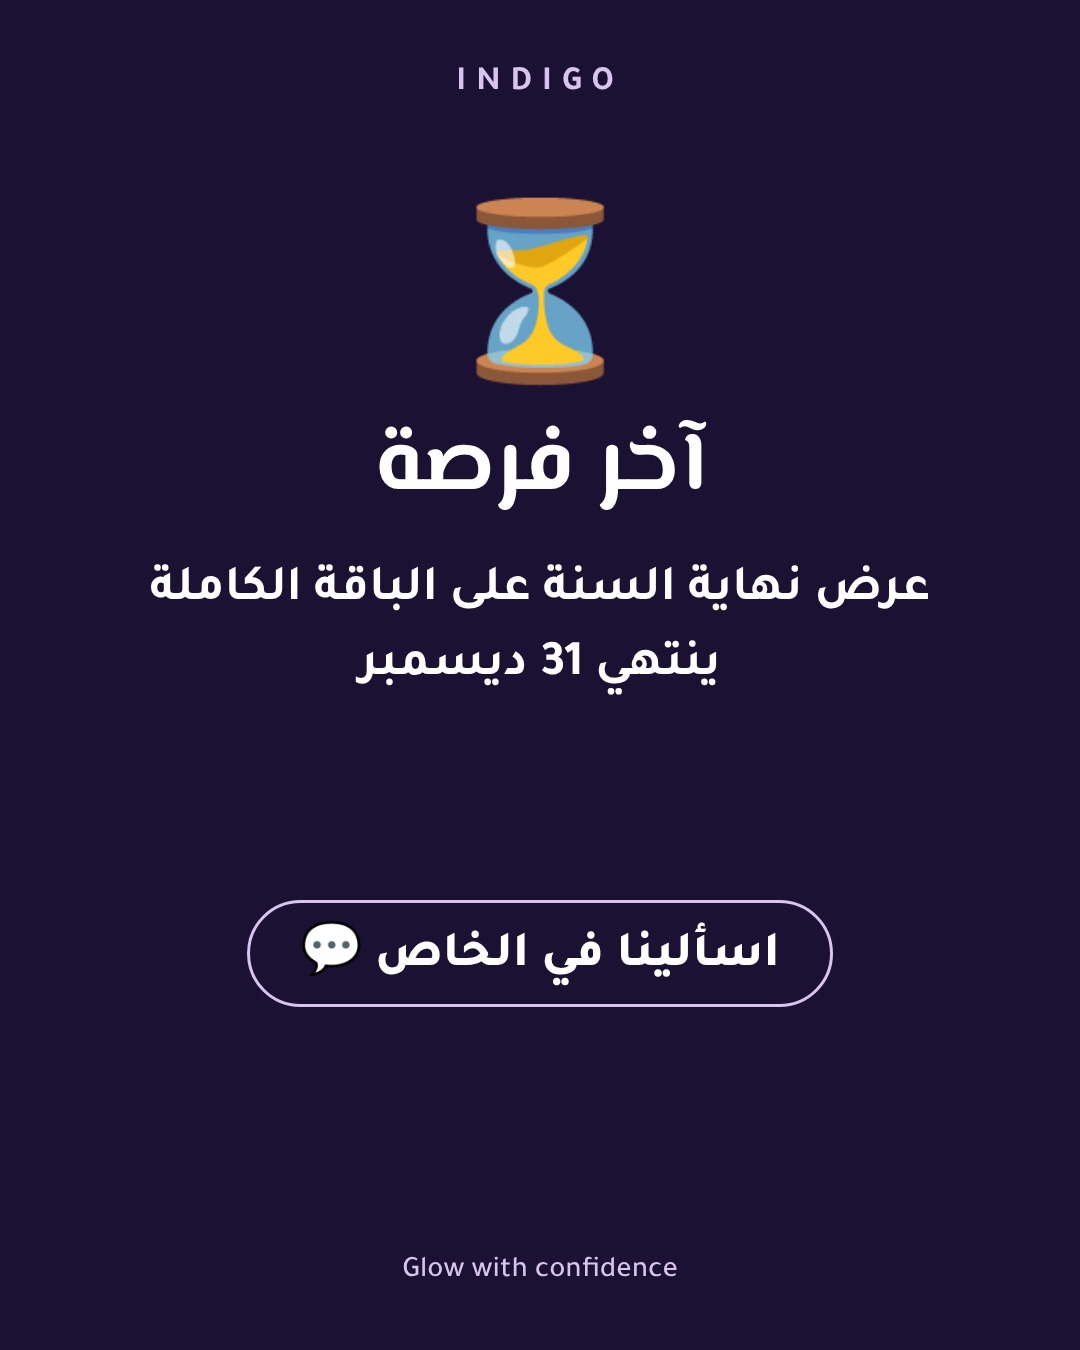 INDIGO
آخر فرصة
عرض نهاية السنة على الباقة الكاملة
ينتهي 31 ديسمبر
اسألينا في الخاص 💬
Glow with confidence